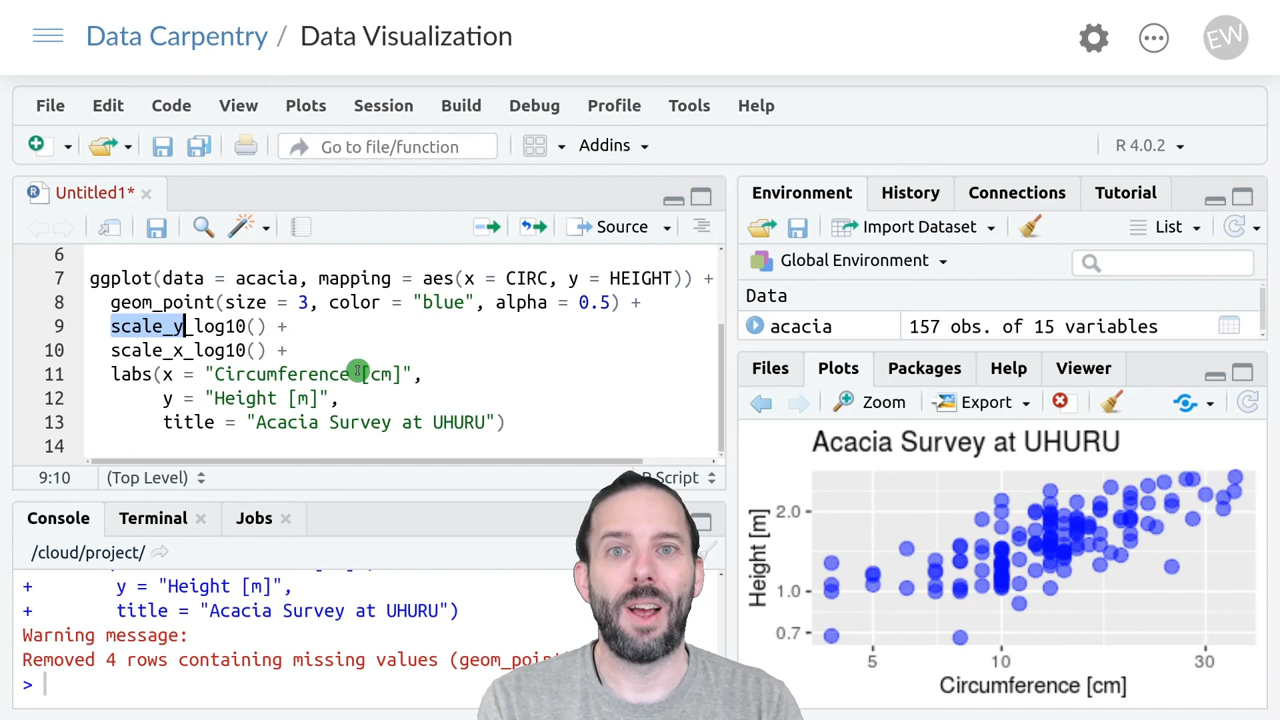 Data Carpentry / Data Visualization
EW
File Edit Code View Plots Session Build Debug Profile Tools Help
Go to file/function
Addins
R 4.0.2
Untitled1*
Source
6
7 ggplot(data = acacia, mapping = aes(x = CIRC, y = HEIGHT)) +
8 geom_point(size = 3, color = "blue", alpha = 0.5) +
9 scale_y_log10() +
10 scale_x_log10() +
11 labs(x = "Circumference [cm]",
12 y = "Height [m]",
13 title = "Acacia Survey at UHURU")
14
9:10 (Top Level) R Script
Console Terminal Jobs
/cloud/project/
+ y = "Height [m]",
+ title = "Acacia Survey at UHURU")
Warning message:
Removed 4 rows containing missing values
>
Environment History Connections Tutorial
Import Dataset
List
Global Environment
Data
acacia 157 obs. of 15 variables
Files Plots Packages Help Viewer
Zoom Export
Acacia Survey at UHURU
Height [m]
2.0
1.0
0.7
5 10 30
Circumference [cm]